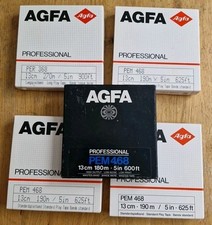 AGFA
PROFESSIONAL
PEM 368
13cm 270m × 5in 900ft
AGFA
PROFESSIONAL
PEM 468
13cm 190m × 5in 625ft
AGFA
PROFESSIONAL
PEM 468
13cm 180m · 5in 600ft
AGFA
PROFESSIONAL
PEM 468
13cm · 190m / 5in · 625ft
AGFA
PROFESSIONAL
PEM 468
13 cm · 190 m / 5 in · 625 ft